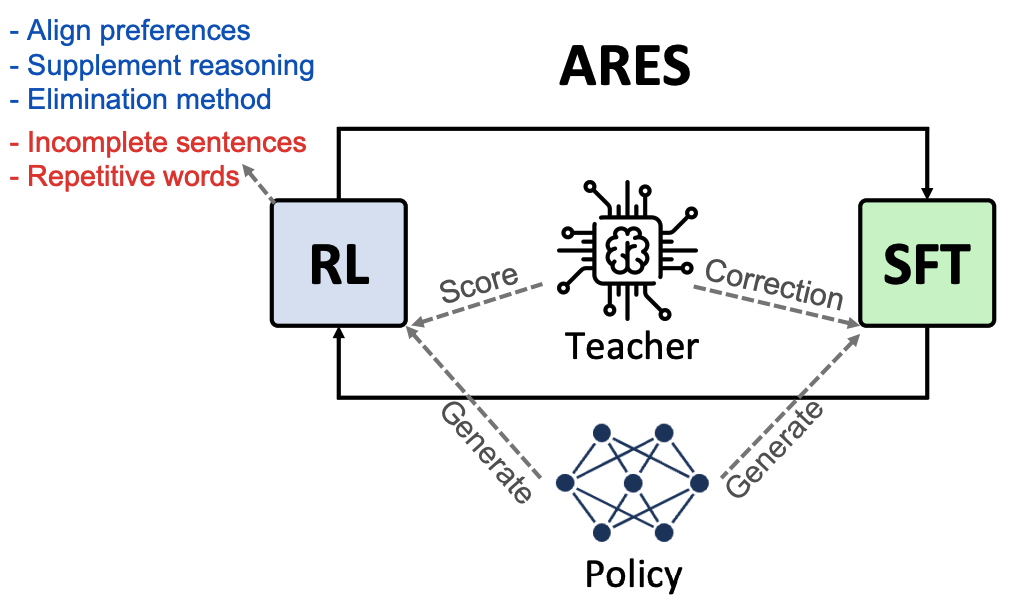 - Align preferences
- Supplement reasoning
- Elimination method
- Incomplete sentences
- Repetitive words
ARES
RL
SFT
Score
Correction
Teacher
Generate
Generate
Policy